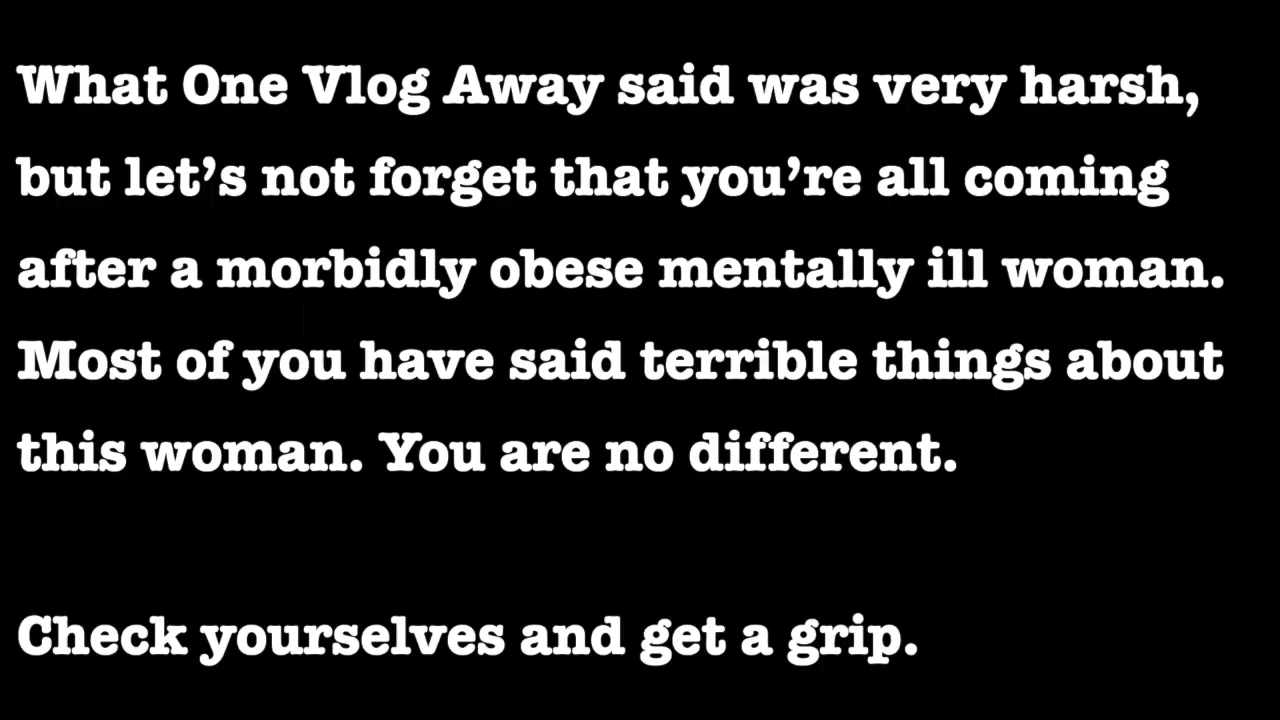 What One Vlog Away said was very harsh,
but let’s not forget that you’re all coming
after a morbidly obese mentally ill woman.
Most of you have said terrible things about
this woman. You are no different.
Check yourselves and get a grip.